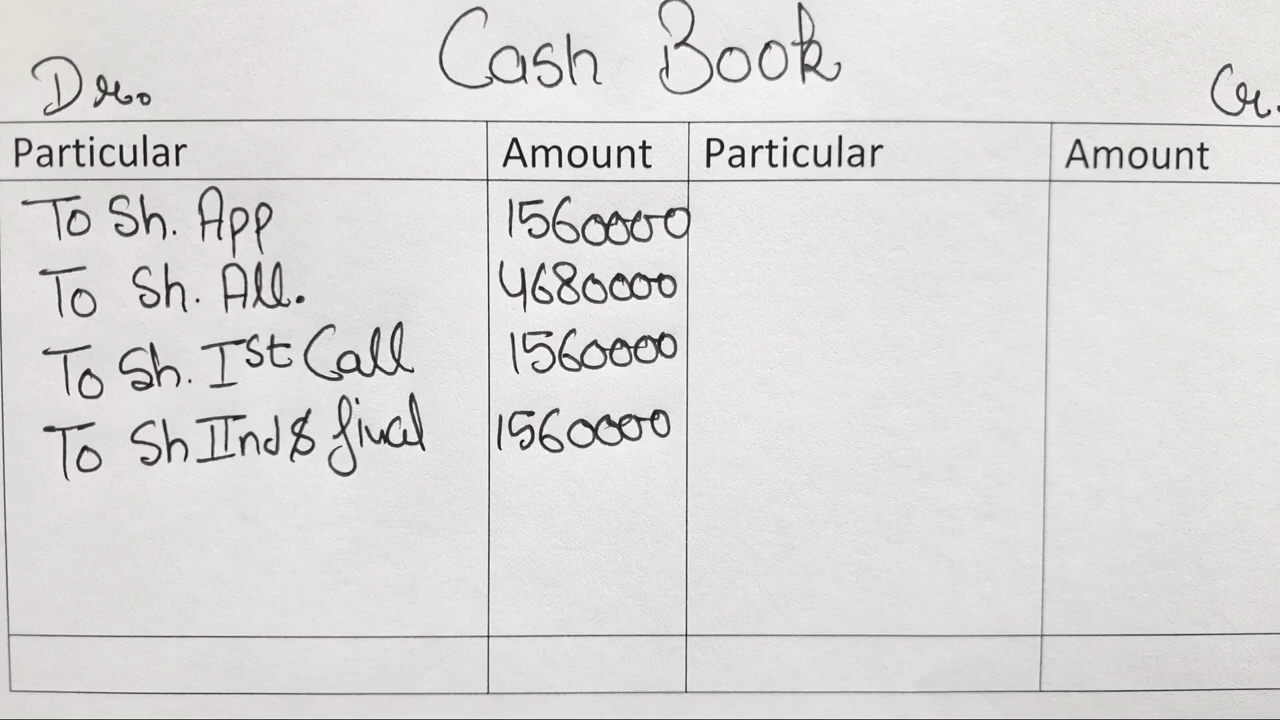 Cash Book
Dr. Cr.
Particular Amount Particular Amount
To Sh. App 1560000
To Sh. All. 4680000
To Sh. Ist Call 1560000
To Sh IInd & final 1560000